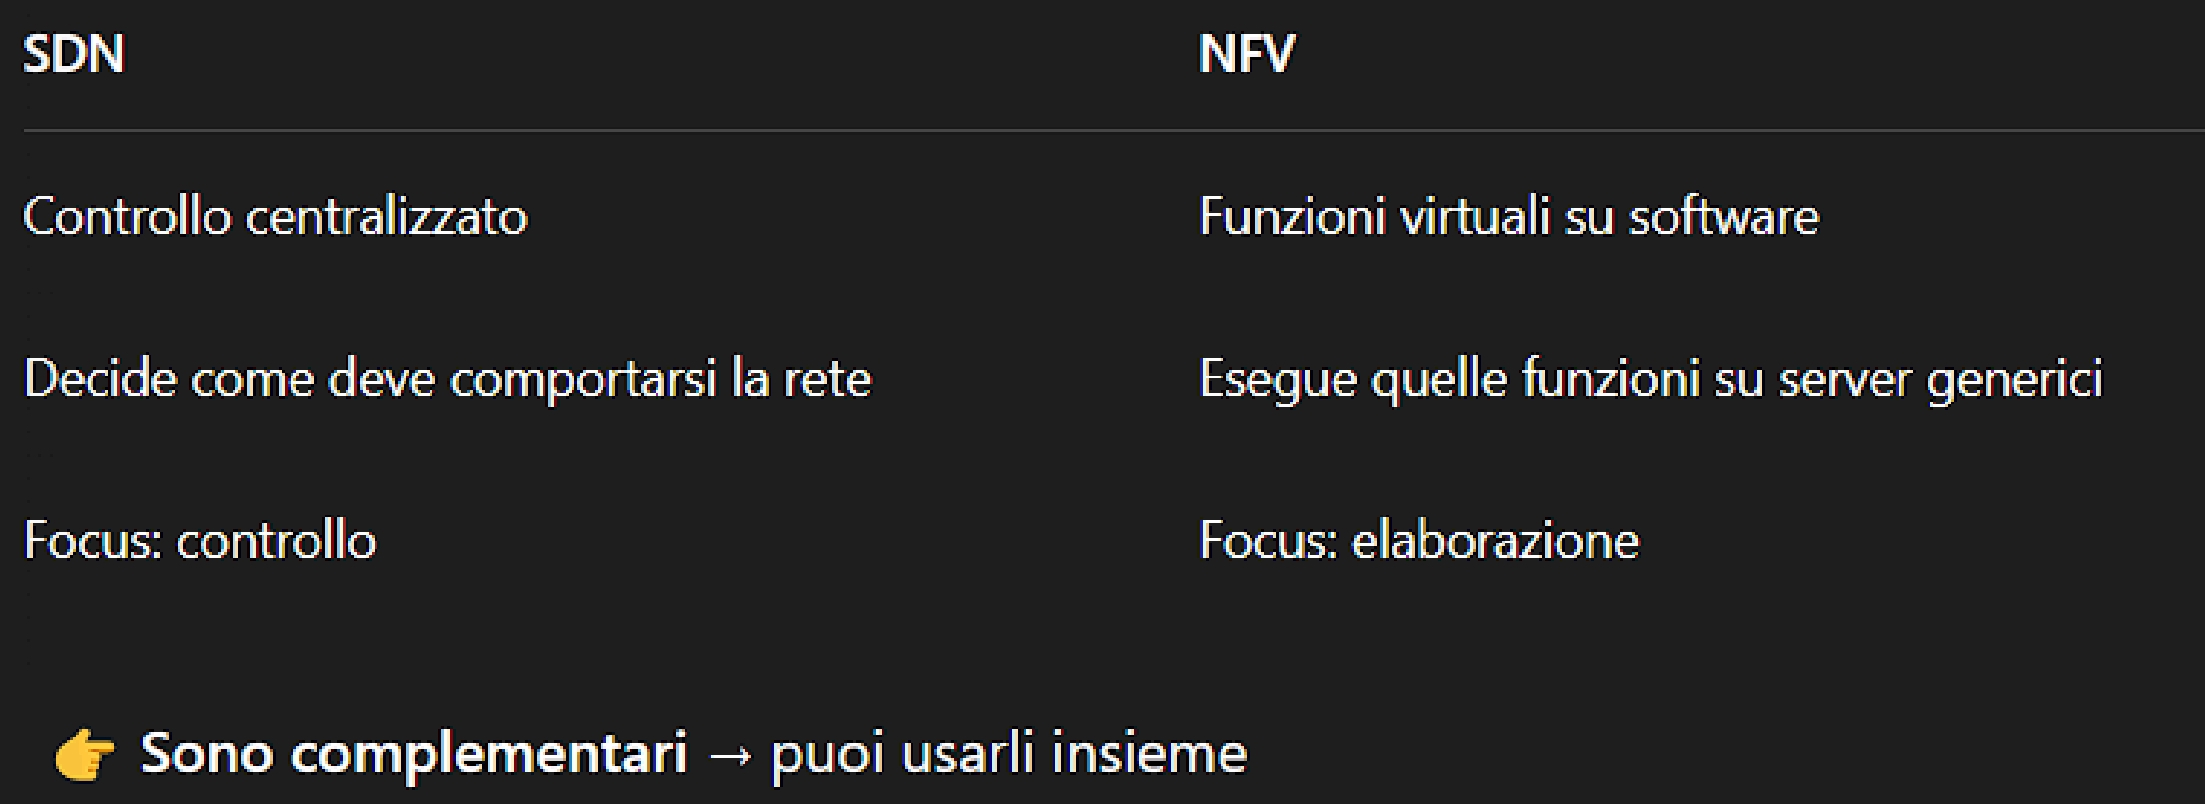 SDN NFV
Controllo centralizzato Funzioni virtuali su software
Decide come deve comportarsi la rete Esegue quelle funzioni su server generici
Focus: controllo Focus: elaborazione
👉 Sono complementari → puoi usarli insieme